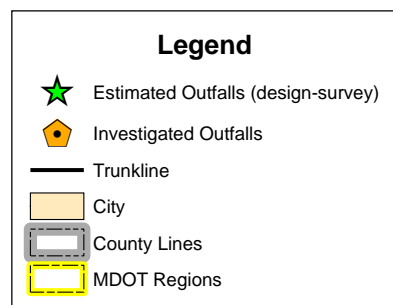 Legend
Estimated Outfalls (design-survey)
Investigated Outfalls
Trunkline
City
County Lines
MDOT Regions